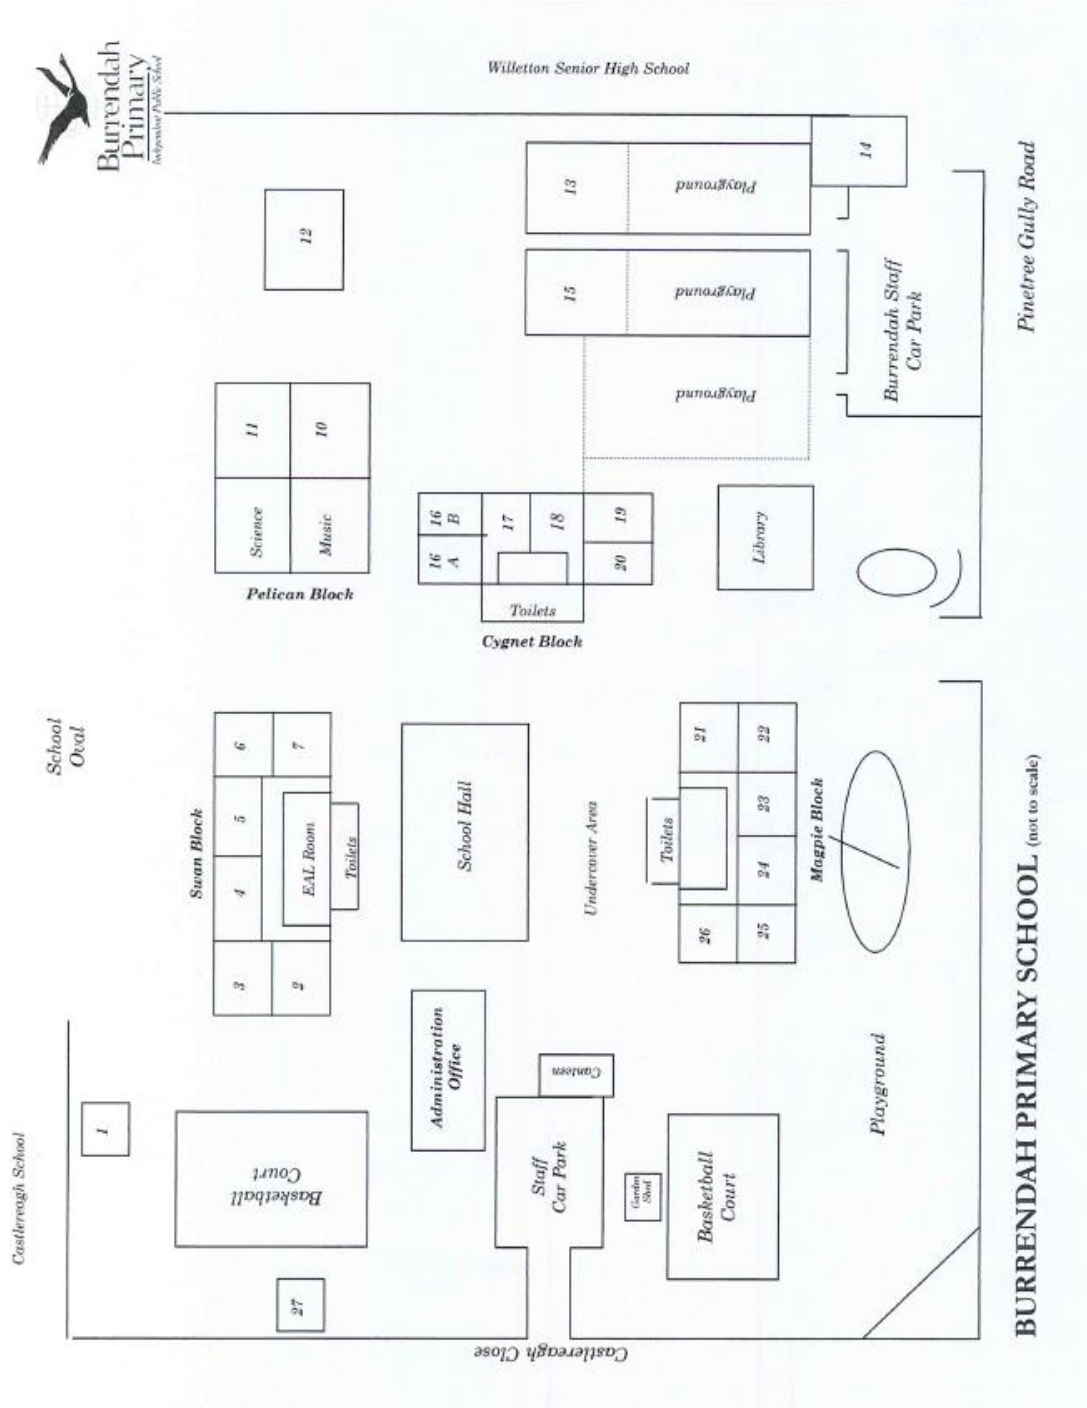 Burrendah
Primary
Independent Public School
Willetton Senior High School
12
13
Playground
14
15
Playground
Playground
Burrendah Staff
Car Park
Pinetree Gully Road
11
10
Science
Music
Pelican Block
16
B
16
A
17
18
19
20
Toilets
Cygnet Block
Library
School
Oval
Swan Block
6
7
5
4
EAL Room
Toilets
3
2
School Hall
Undercover Area
Toilets
21
22
23
24
25
26
Magpie Block
Administration
Office
Canteen
Castlereagh School
1
Basketball
Court
27
Staff
Car Park
Garden
Shed
Basketball
Court
Playground
Castlereagh Close
BURRENDAH PRIMARY SCHOOL (not to scale)